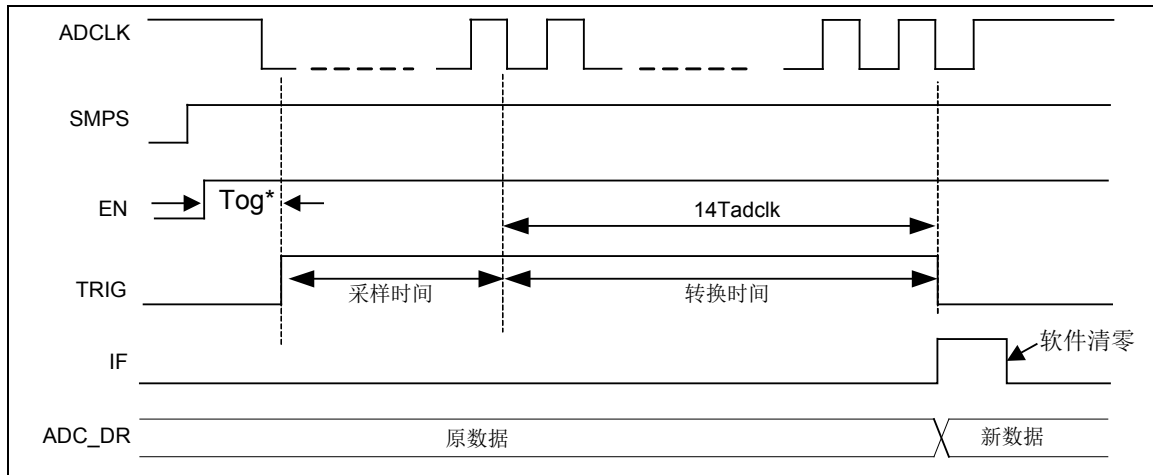 ADCLK
SMPS
EN
Tog*
14Tadclk
TRIG
采样时间
转换时间
IF
软件清零
ADC_DR
原数据
新数据